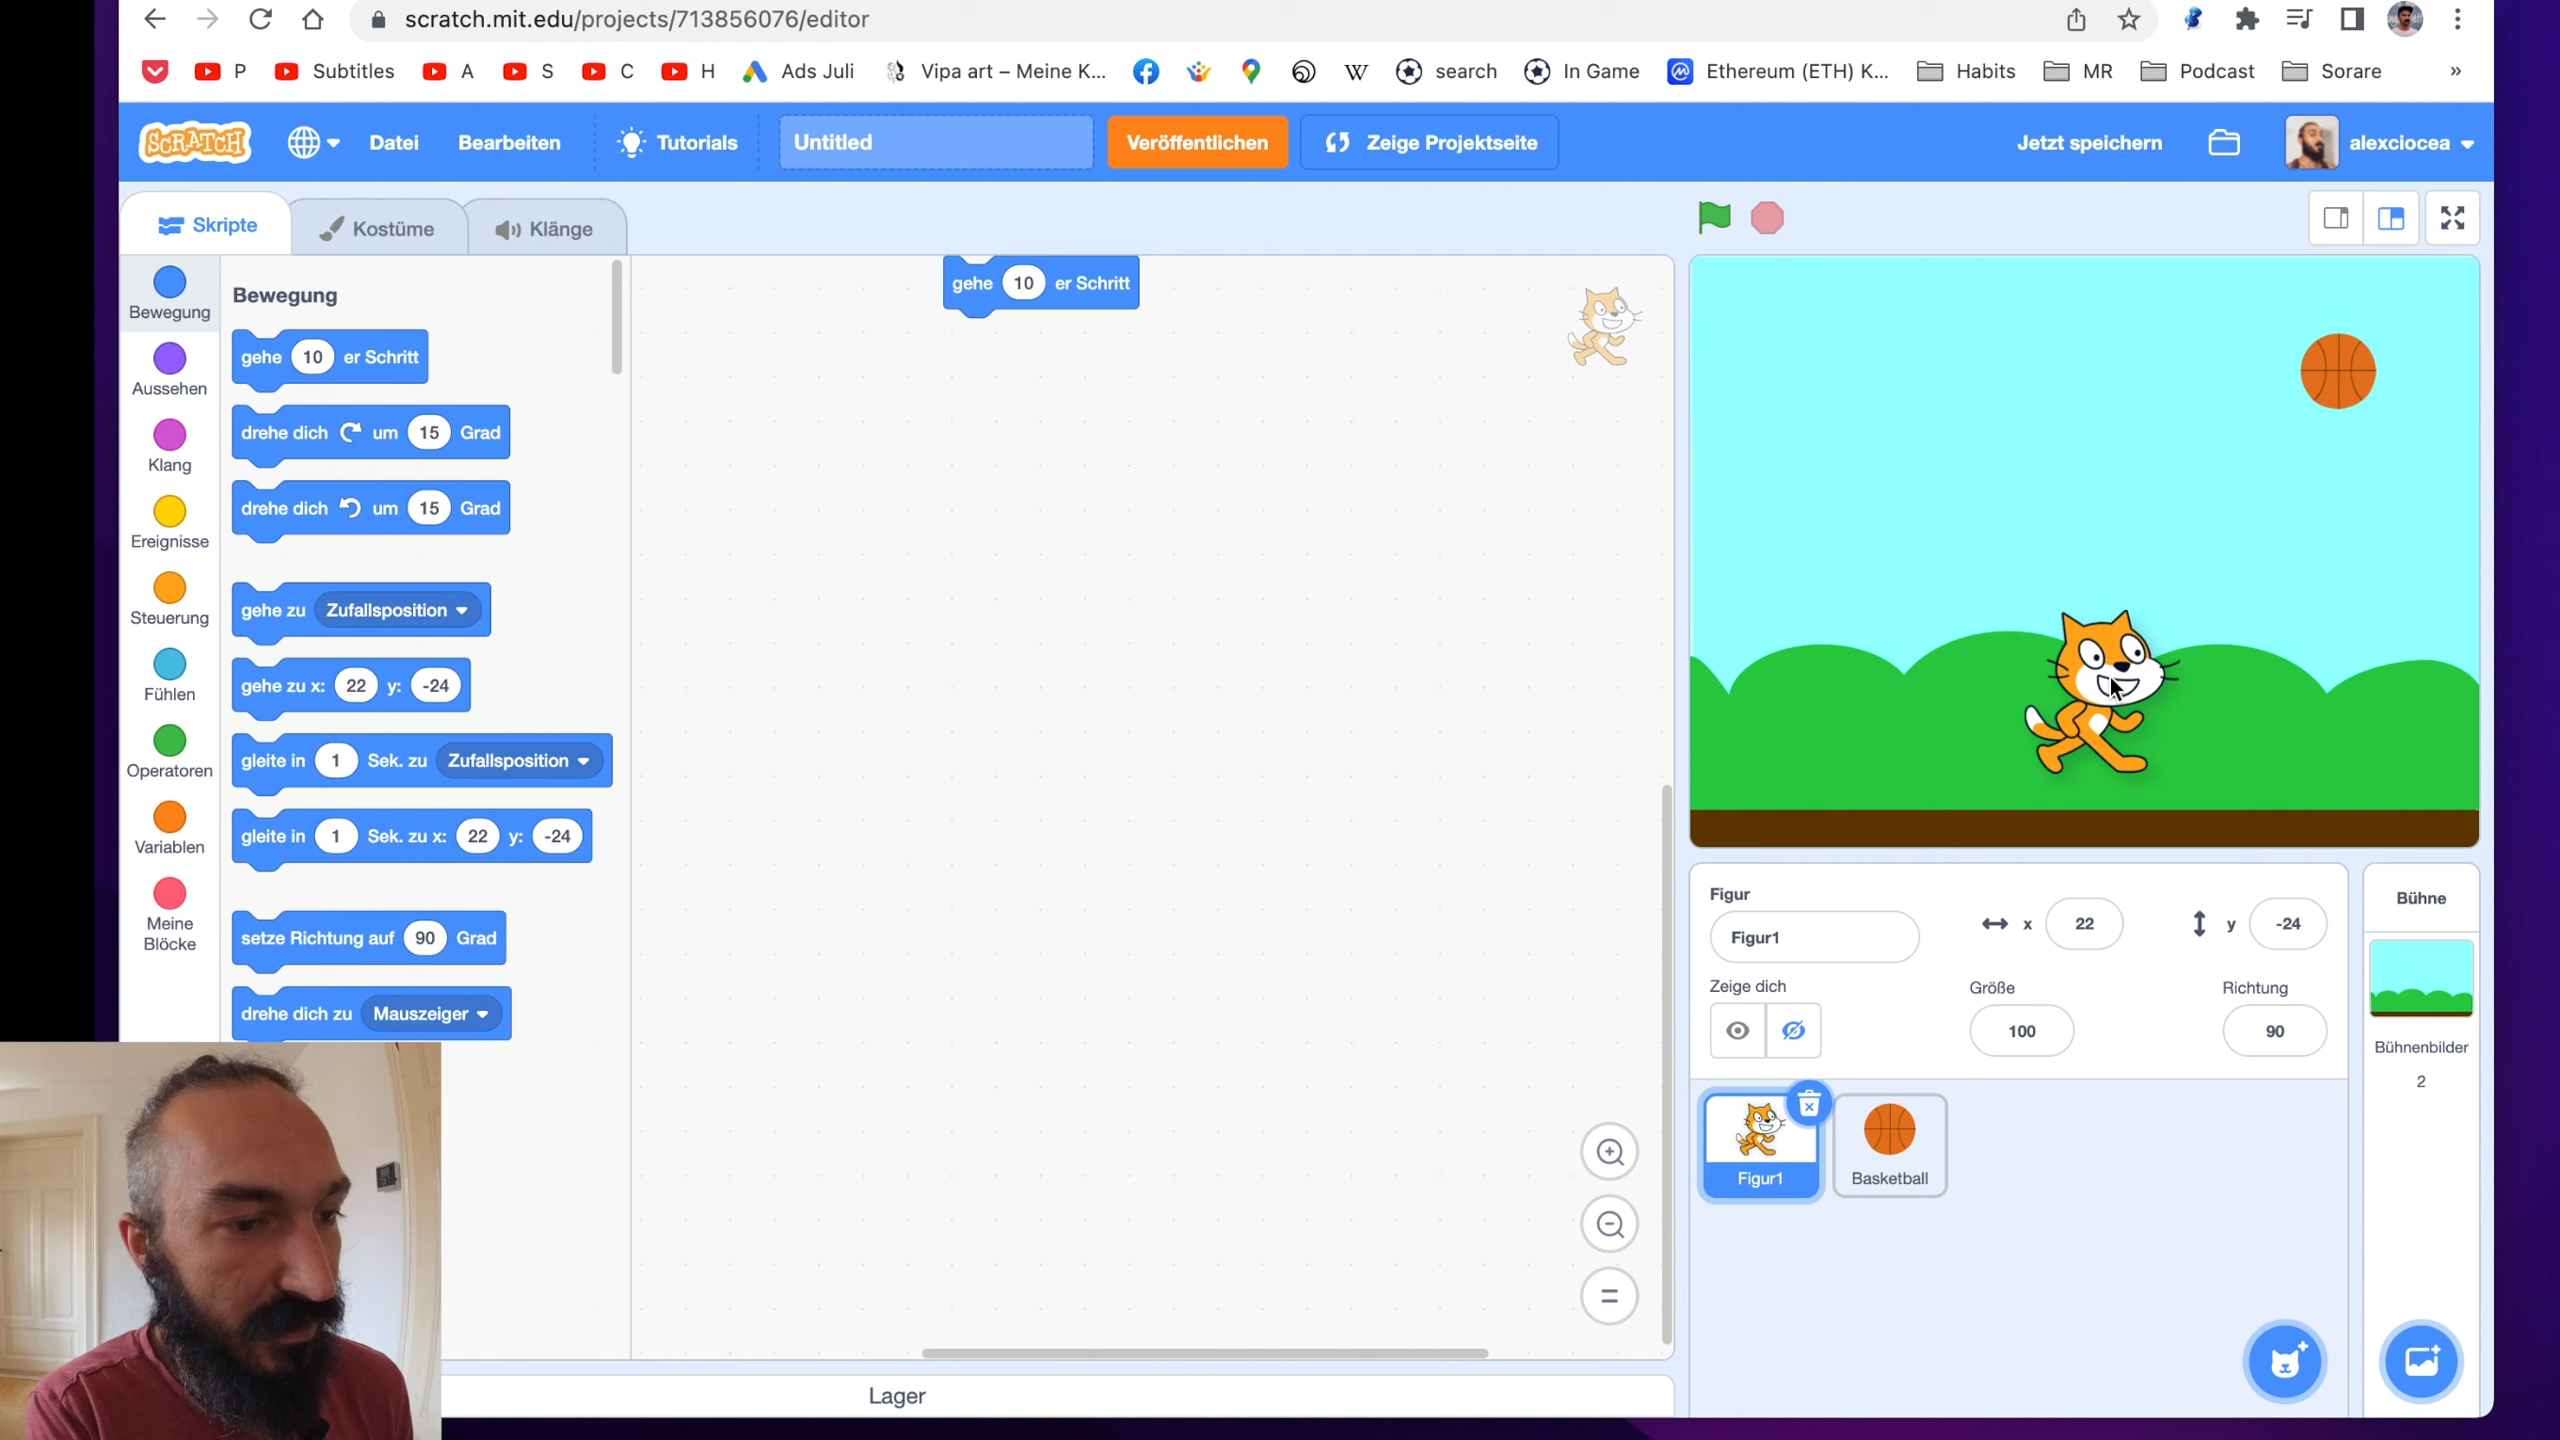 scratch.mit.edu/projects/713856076/editor
P Subtitles A S C H Ads Juli Vipa art – Meine K... W search In Game Ethereum (ETH) K... Habits MR Podcast Sorare »
SCRATCH Datei Bearbeiten Tutorials Untitled Veröffentlichen Zeige Projektseite Jetzt speichern alexciocea
Skripte Kostüme Klänge
Bewegung
Aussehen
Klang
Ereignisse
Steuerung
Fühlen
Operatoren
Variablen
Meine
Blöcke
Bewegung
gehe 10 er Schritt
drehe dich um 15 Grad
drehe dich um 15 Grad
gehe zu Zufallsposition
gehe zu x: 22 y: -24
gleite in 1 Sek. zu Zufallsposition
gleite in 1 Sek. zu x: 22 y: -24
setze Richtung auf 90 Grad
drehe dich zu Mauszeiger
gehe 10 er Schritt
Lager
Figur
Figur1 x 22 y -24
Zeige dich Größe Richtung
100 90
Figur1 Basketball
Bühne
Bühnenbilder
2